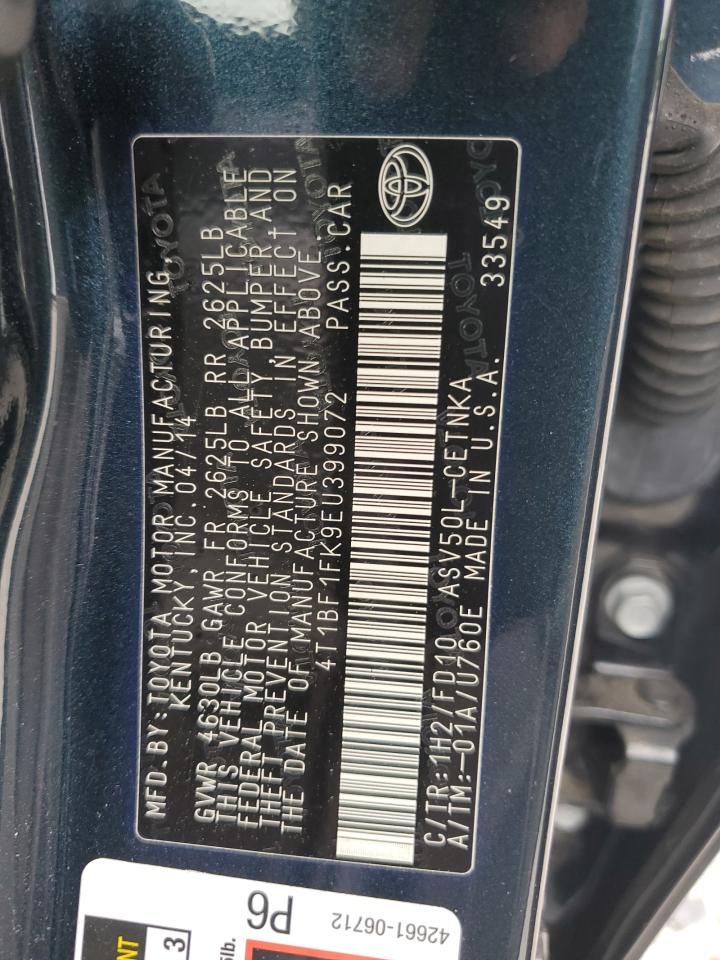 MFD.BY:TOYOTA MOTOR MANUFACTURING
KENTUCKY, INC.04/14
GVWR 4630LB GAWR FR 2625LB RR 2625LB
THIS VEHICLE CONFORMS TO ALL APPLICABLE
FEDERAL MOTOR VEHICLE SAFETY,BUMPER AND
THEFT PREVENTION STANDARDS IN EFFECT ON
THE DATE OF MANUFACTURE SHOWN ABOVE.
4T1BF1FK9EU399072 PASS.CAR
C/TR:1H2/FD10 ASV50L-CETNKA
A/TM:-01A/U760E MADE IN U.S.A. 33549
TOYOTA
TOYOTA
TOYOTA
P6
42661-06712
3